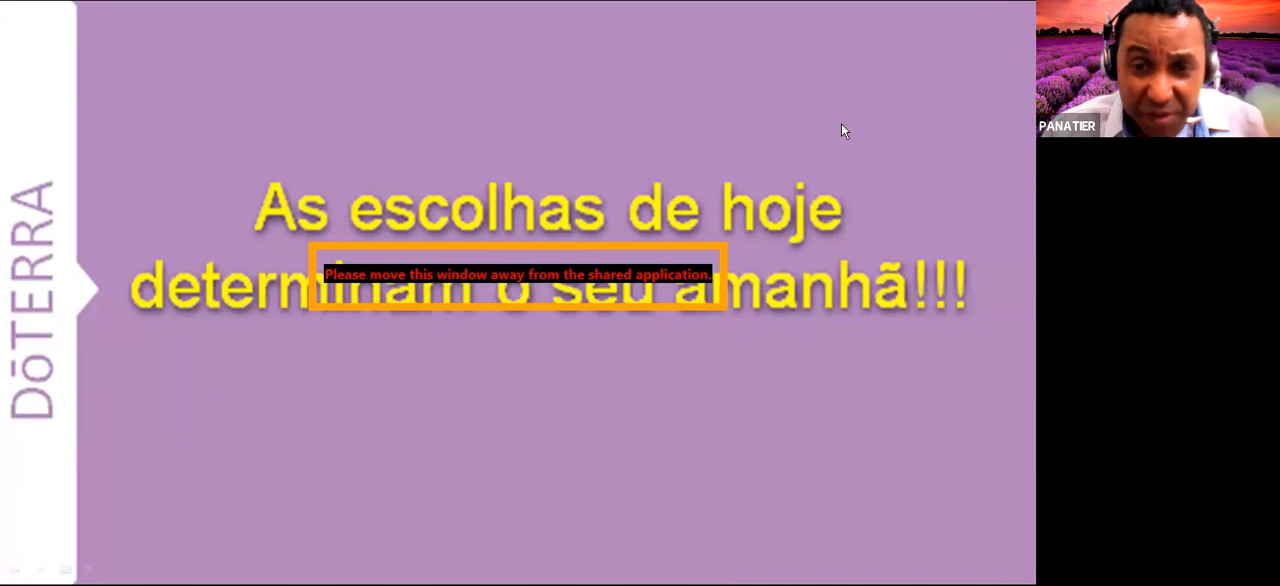 DōTERRA
As escolhas de hoje
determinam o seu amanhã!!!
Please move this window away from the shared application.
PANATIER